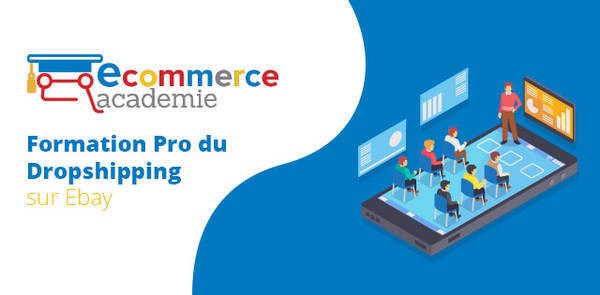 ecommerce
academie
Formation Pro du
Dropshipping
sur Ebay